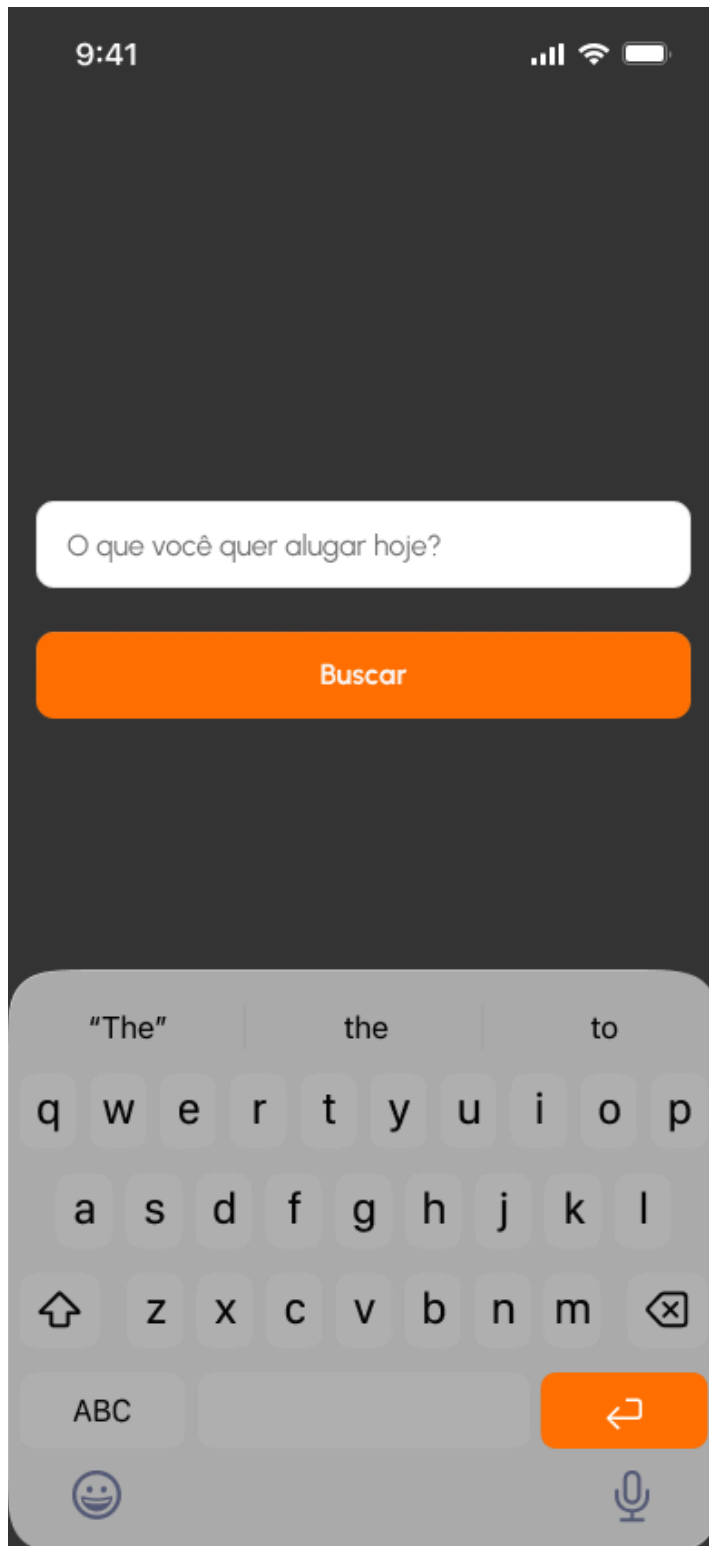 9:41
O que você quer alugar hoje?
Buscar
“The” the to
q w e r t y u i o p
a s d f g h j k l
z x c v b n m
ABC